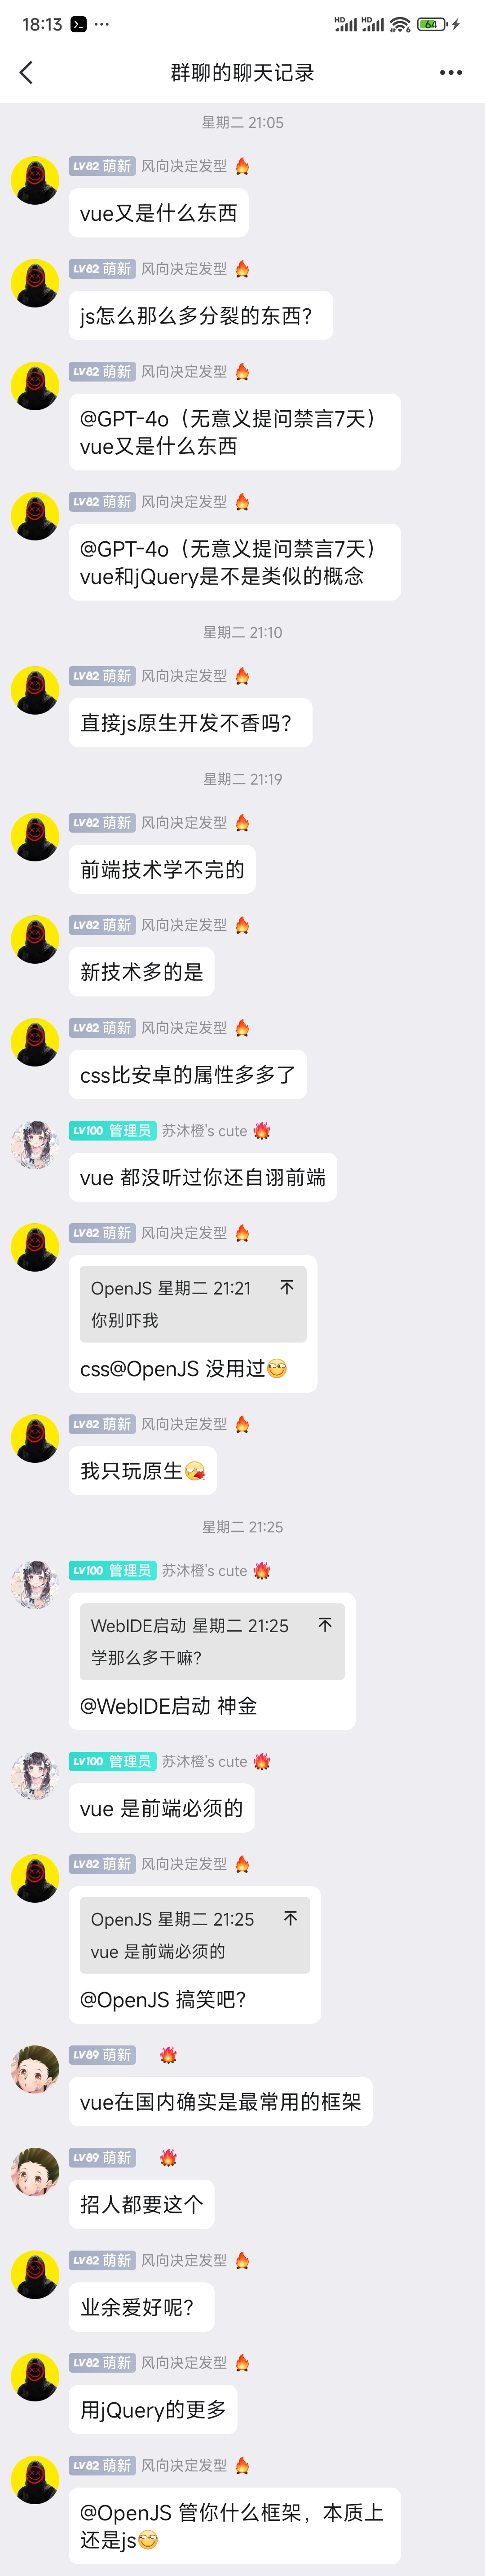 18:13
HD HD 6 64
群聊的聊天记录
星期二 21:05
LV82 萌新 风向决定发型
vue又是什么东西
LV82 萌新 风向决定发型
js怎么那么多分裂的东西?
LV82 萌新 风向决定发型
@GPT-4o（无意义提问禁言7天）
vue又是什么东西
LV82 萌新 风向决定发型
@GPT-4o（无意义提问禁言7天）
vue和jQuery是不是类似的概念
星期二 21:10
LV82 萌新 风向决定发型
直接js原生开发不香吗?
星期二 21:19
LV82 萌新 风向决定发型
前端技术学不完的
LV82 萌新 风向决定发型
新技术多的是
LV82 萌新 风向决定发型
css比安卓的属性多多了
LV100 管理员 苏沐橙's cute
vue 都没听过你还自诩前端
LV82 萌新 风向决定发型
OpenJS 星期二 21:21
你别吓我
css@OpenJS 没用过
LV82 萌新 风向决定发型
我只玩原生
星期二 21:25
LV100 管理员 苏沐橙's cute
WebIDE启动 星期二 21:25
学那么多干嘛?
@WebIDE启动 神金
LV100 管理员 苏沐橙's cute
vue 是前端必须的
LV82 萌新 风向决定发型
OpenJS 星期二 21:25
vue 是前端必须的
@OpenJS 搞笑吧?
LV89 萌新
vue在国内确实是最常用的框架
LV89 萌新
招人都要这个
LV82 萌新 风向决定发型
业余爱好呢?
LV82 萌新 风向决定发型
用jQuery的更多
LV82 萌新 风向决定发型
@OpenJS 管你什么框架，本质上
还是js